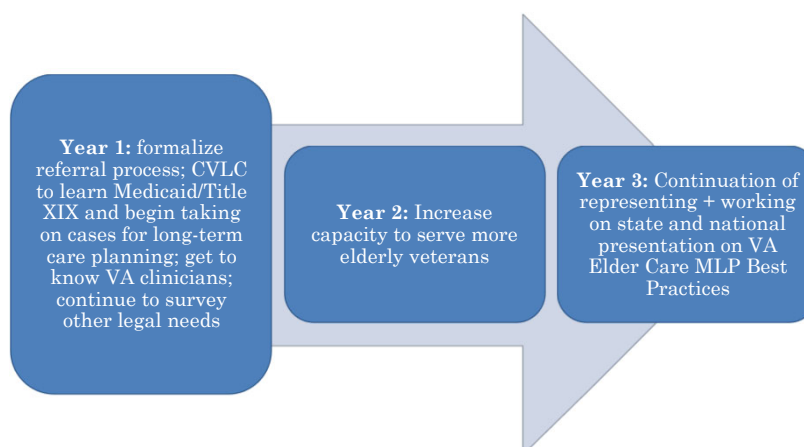 Year 1: formalize
referral process; CVLC
to learn Medicaid/Title
XIX and begin taking
on cases for long-term
care planning; get to
know VA clinicians;
continue to survey
other legal needs
Year 2: Increase
capacity to serve more
elderly veterans
Year 3: Continuation of
representing + working
on state and national
presentation on VA
Elder Care MLP Best
Practices